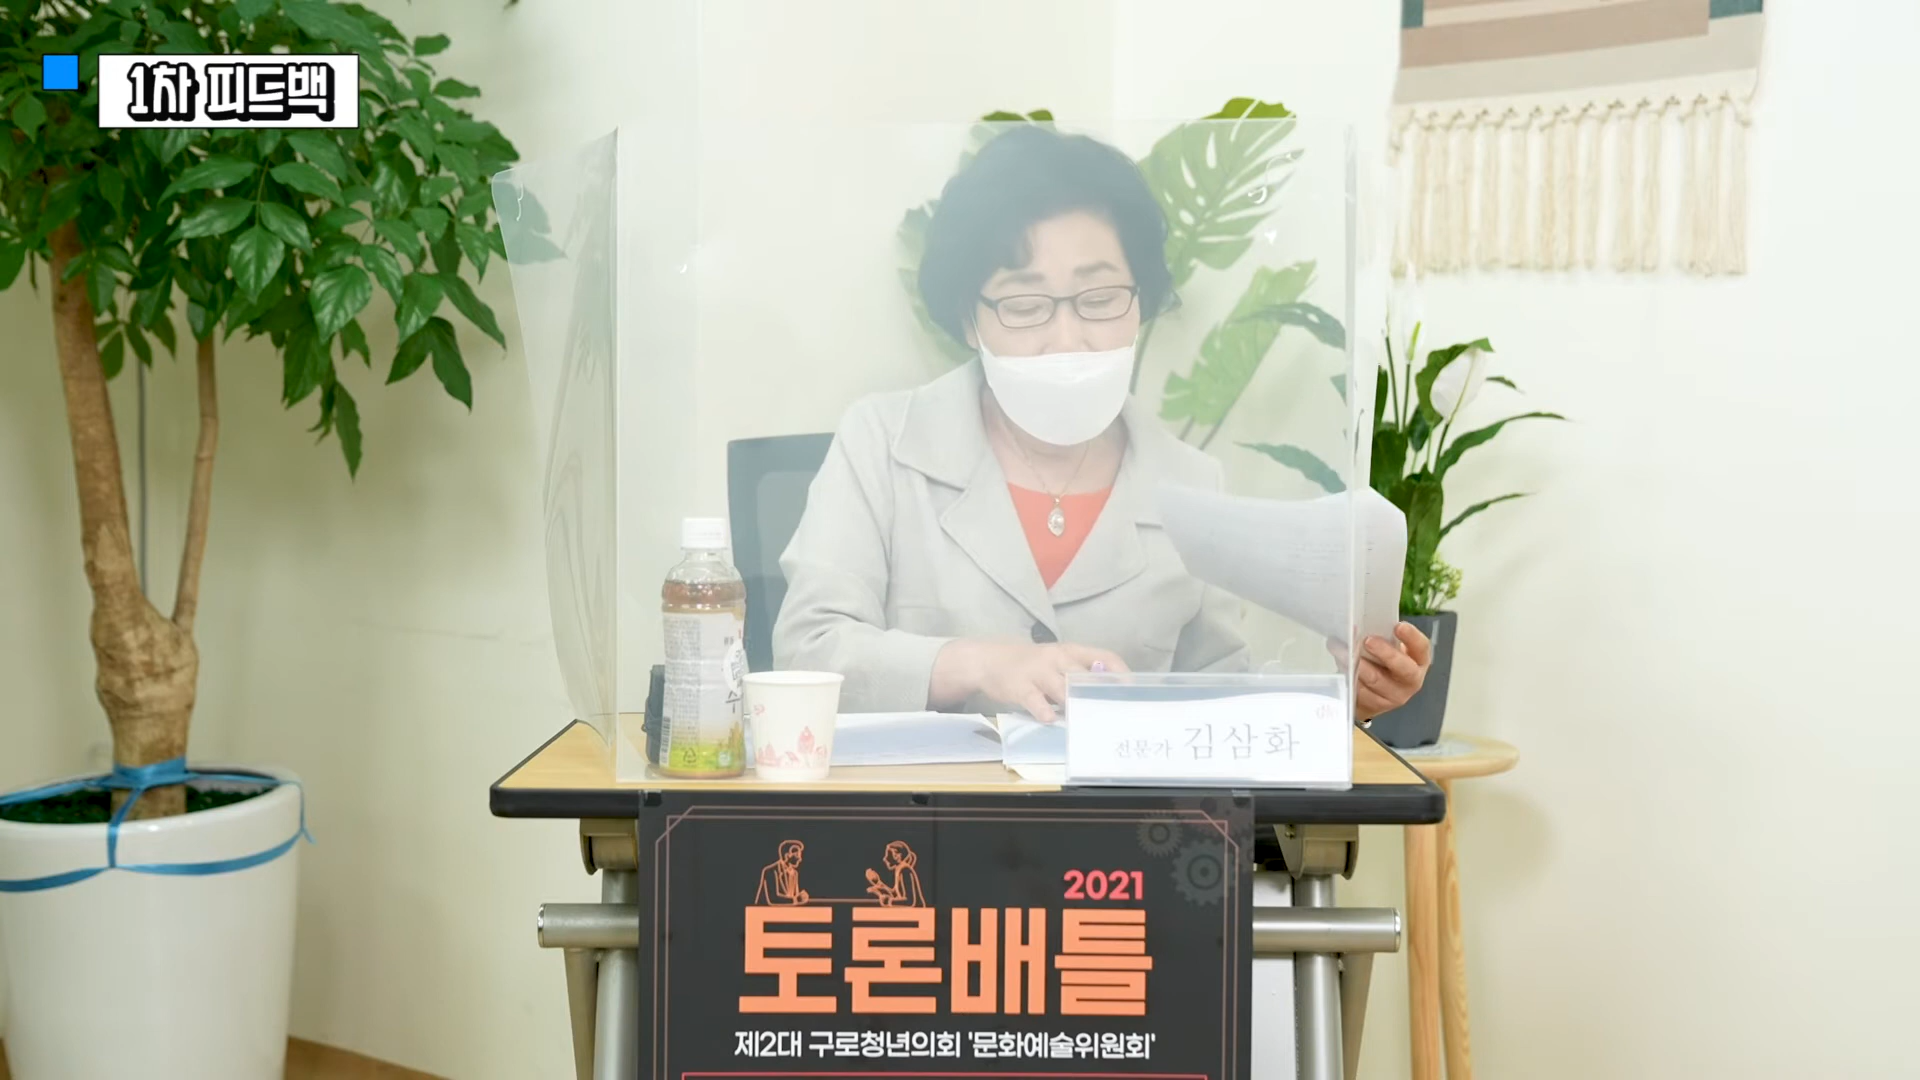 1차 피드백
전문가 김삼화
2021
토론배틀
제2대 구로청년의회 '문화예술위원회'